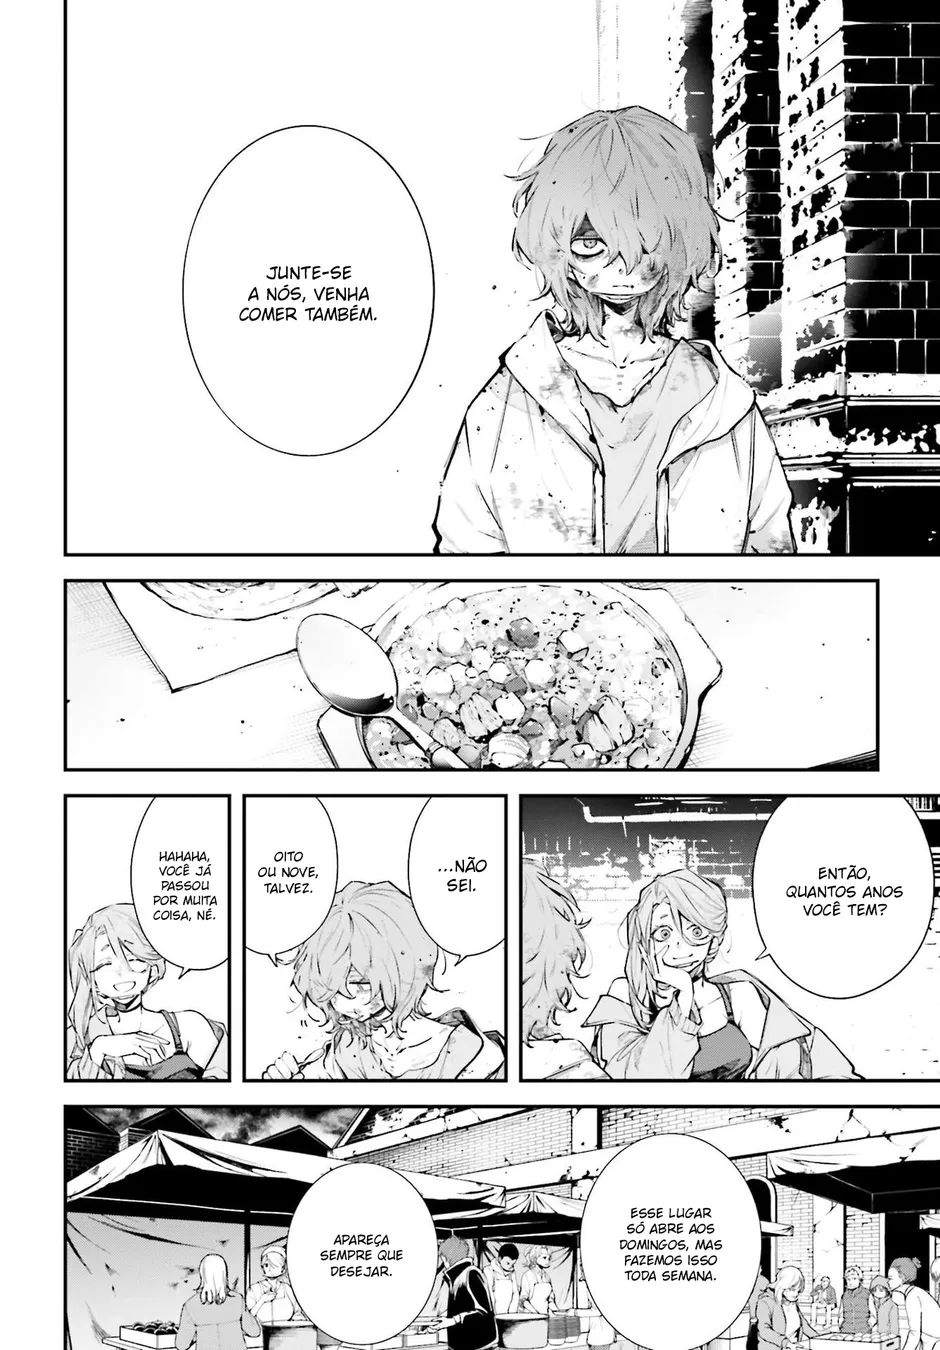 JUNTE-SE
A NÓS, VENHA
COMER TAMBÉM.
ENTÃO,
QUANTOS ANOS
VOCÊ TEM?
...NÃO
SEI.
OITO
OU NOVE,
TALVEZ.
HAHAHA,
VOCÊ JÁ
PASSOU
POR MUITA
COISA, NÉ.
ESSE LUGAR
SÓ ABRE AOS
DOMINGOS, MAS
FAZEMOS ISSO
TODA SEMANA.
APAREÇA
SEMPRE QUE
DESEJAR.